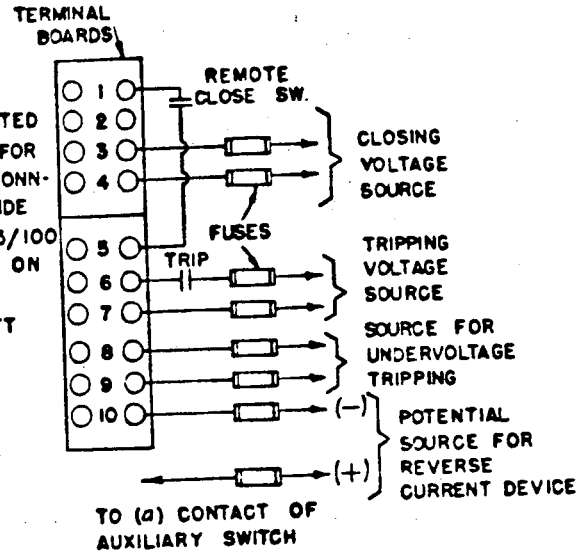 TERMINAL
BOARDS
1
2
3
4
5
6
7
8
9
10
REMOTE
CLOSE SW.
CLOSING
VOLTAGE
SOURCE
FUSES
TRIP
TRIPPING
VOLTAGE
SOURCE
SOURCE FOR
UNDERVOLTAGE
TRIPPING
(-)
(+)
POTENTIAL
SOURCE FOR
REVERSE
CURRENT DEVICE
TO (a) CONTACT OF
AUXILIARY SWITCH
TED
FOR
ONN-
IDE
/100
ON
T